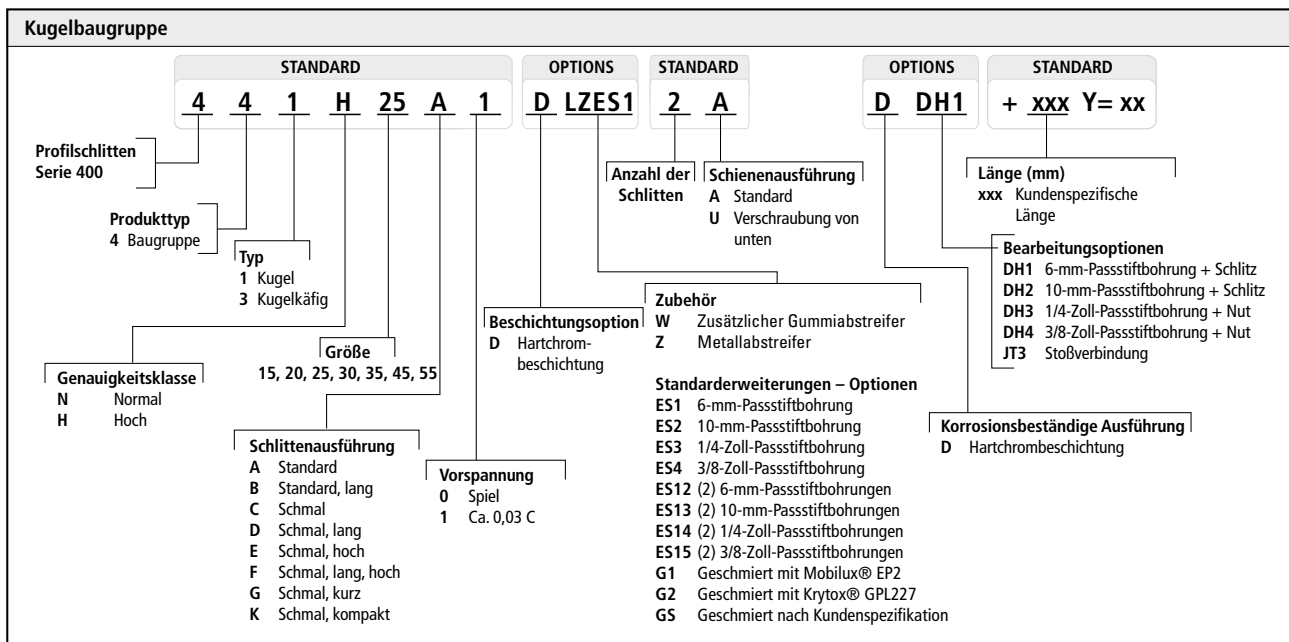 Kugelbaugruppe
STANDARD
OPTIONS
STANDARD
OPTIONS
STANDARD
4 4 1 H 25 A 1 D LZES1 2 A D DH1 + xxx Y= xx
Profilschlitten
Serie 400
Produkttyp
4 Baugruppe
Typ
1 Kugel
3 Kugelkäfig
Genauigkeitsklasse
N Normal
H Hoch
Größe
15, 20, 25, 30, 35, 45, 55
Schlittenausführung
A Standard
B Standard, lang
C Schmal
D Schmal, lang
E Schmal, hoch
F Schmal, lang, hoch
G Schmal, kurz
K Schmal, kompakt
Vorspannung
0 Spiel
1 Ca. 0,03 C
Beschichtungsoption
D Hartchrom-
beschichtung
Zubehör
W Zusätzlicher Gummiabstreifer
Z Metallabstreifer
Standarderweiterungen – Optionen
ES1 6-mm-Passstiftbohrung
ES2 10-mm-Passstiftbohrung
ES3 1/4-Zoll-Passstiftbohrung
ES4 3/8-Zoll-Passstiftbohrung
ES12 (2) 6-mm-Passstiftbohrungen
ES13 (2) 10-mm-Passstiftbohrungen
ES14 (2) 1/4-Zoll-Passstiftbohrungen
ES15 (2) 3/8-Zoll-Passstiftbohrungen
G1 Geschmiert mit Mobilux® EP2
G2 Geschmiert mit Krytox® GPL227
GS Geschmiert nach Kundenspezifikation
Anzahl der
Schlitten
Schienenausführung
A Standard
U Verschraubung von
unten
Korrosionsbeständige Ausführung
D Hartchrombeschichtung
Bearbeitungsoptionen
DH1 6-mm-Passstiftbohrung + Schlitz
DH2 10-mm-Passstiftbohrung + Schlitz
DH3 1/4-Zoll-Passstiftbohrung + Nut
DH4 3/8-Zoll-Passstiftbohrung + Nut
JT3 Stoßverbindung
Länge (mm)
xxx Kundenspezifische
Länge